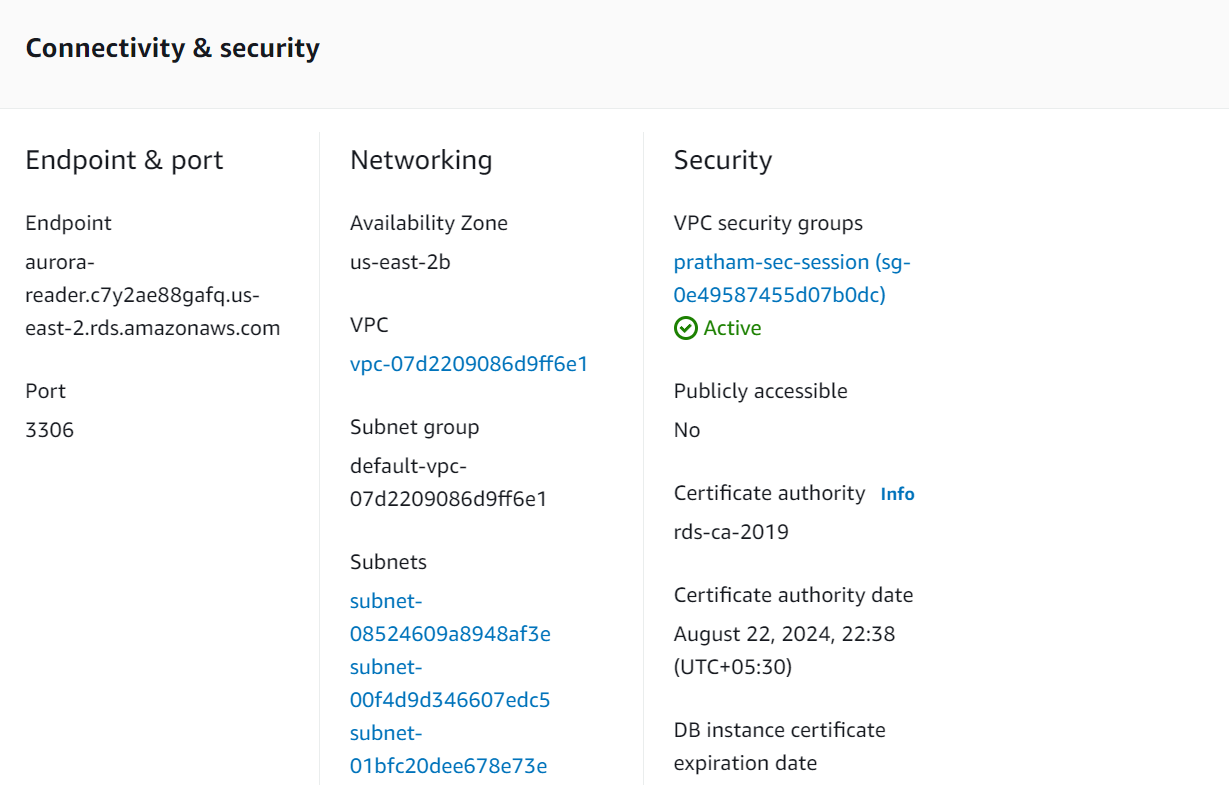 Connectivity & security
Endpoint & port
Endpoint
aurora-
reader.c7y2ae88gafq.us-
east-2.rds.amazonaws.com
Port
3306
Networking
Availability Zone
us-east-2b
VPC
vpc-07d2209086d9ff6e1
Subnet group
default-vpc-
07d2209086d9ff6e1
Subnets
subnet-
08524609a8948af3e
subnet-
00f4d9d346607edc5
subnet-
01bfc20dee678e73e
Security
VPC security groups
pratham-sec-session (sg-
0e49587455d07b0dc)
Active
Publicly accessible
No
Certificate authority Info
rds-ca-2019
Certificate authority date
August 22, 2024, 22:38
(UTC+05:30)
DB instance certificate
expiration date